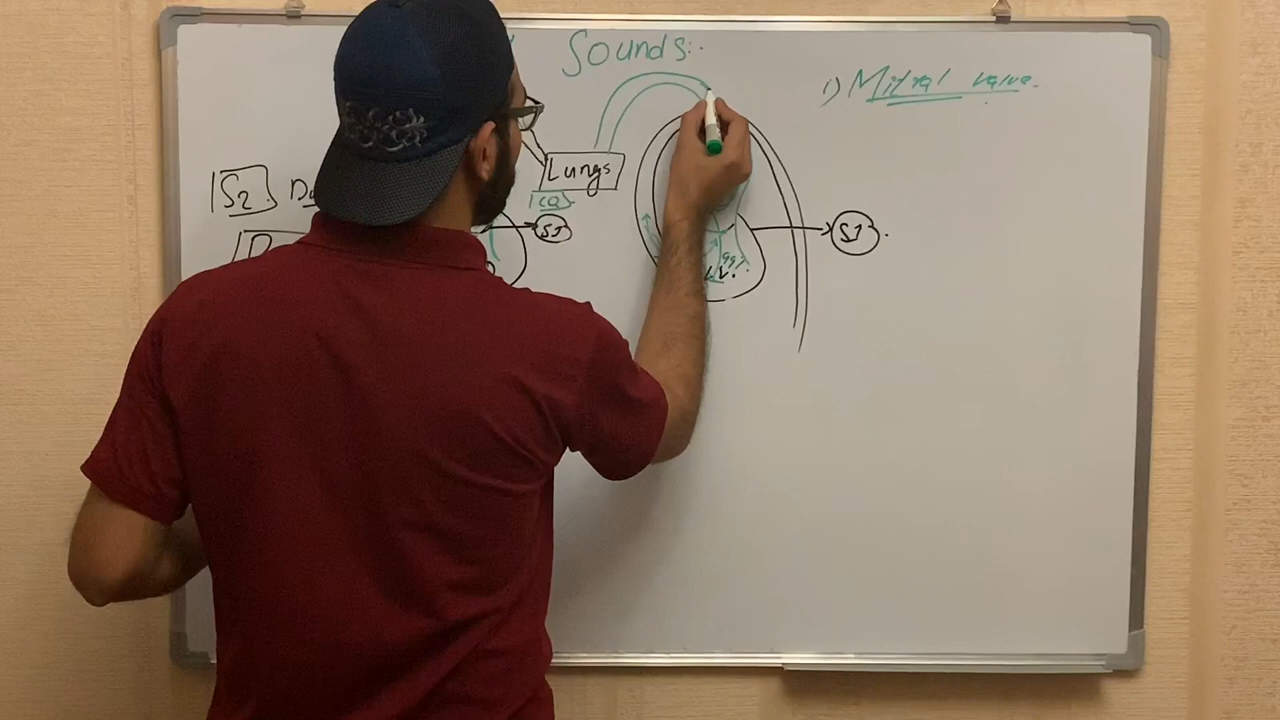 Sounds:.
1) Mitral valve.
Lungs
S2
S1
S1
L.V.